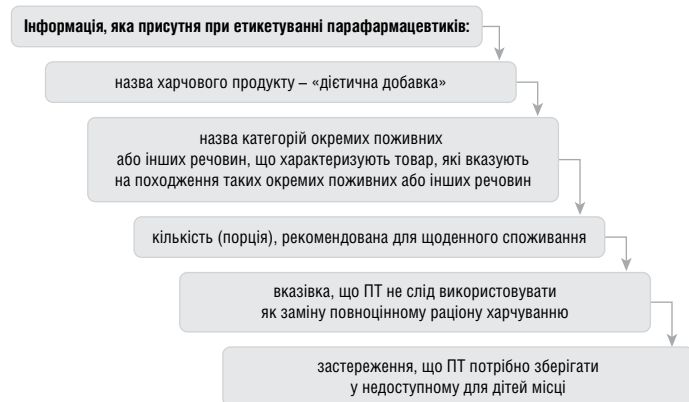 Інформація, яка присутня при етикетуванні парафармацевтиків:
назва харчового продукту – «дієтична добавка»
назва категорій окремих поживних
або інших речовин, що характеризують товар, які вказують
на походження таких окремих поживних або інших речовин
кількість (порція), рекомендована для щоденного споживання
вказівка, що ПТ не слід використовувати
як заміну повноцінному раціону харчуванню
застереження, що ПТ потрібно зберігати
у недоступному для дітей місці